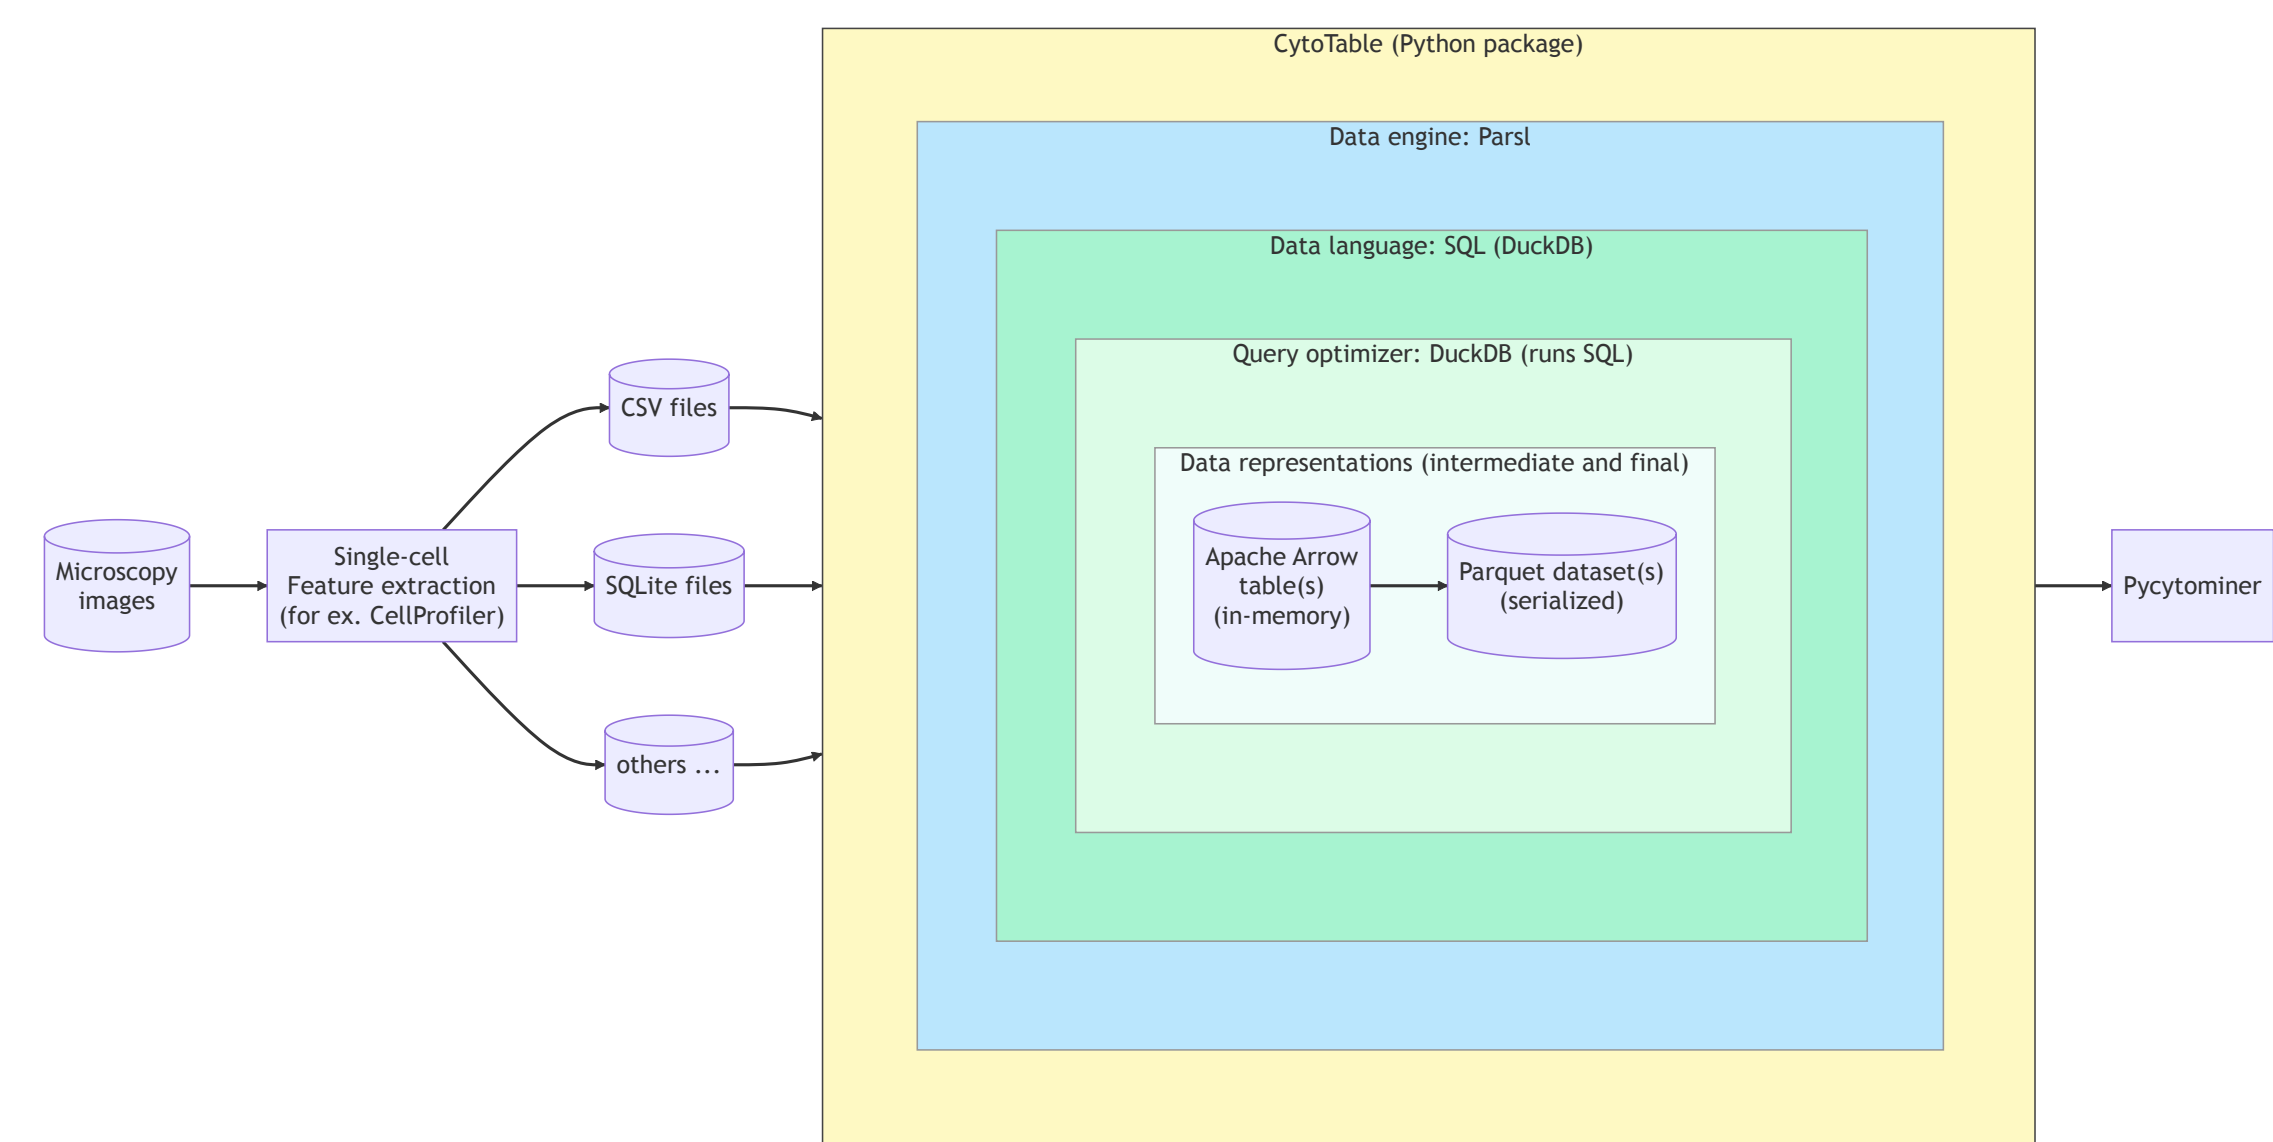 CytoTable (Python package)
Data engine: Parsl
Data language: SQL (DuckDB)
Query optimizer: DuckDB (runs SQL)
Data representations (intermediate and final)
Microscopy
images
Single-cell
Feature extraction
(for ex. CellProfiler)
CSV files
SQLite files
others ...
Apache Arrow
table(s)
(in-memory)
Parquet dataset(s)
(serialized)
Pycytominer